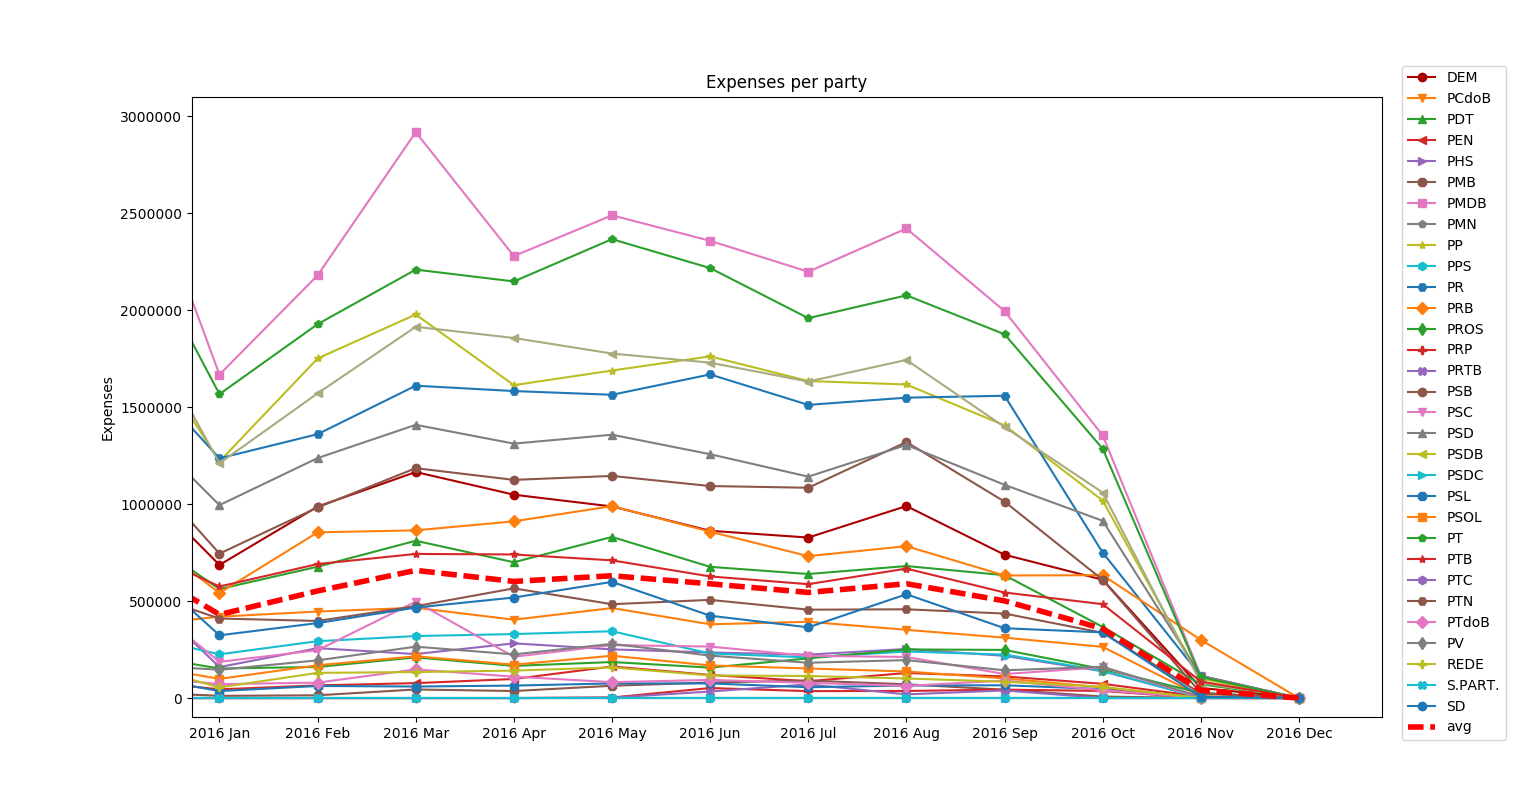 Expenses per party
Expenses
3000000
2500000
2000000
1500000
1000000
500000
0
2016 Jan
2016 Feb
2016 Mar
2016 Apr
2016 May
2016 Jun
2016 Jul
2016 Aug
2016 Sep
2016 Oct
2016 Nov
2016 Dec
DEM
PCdoB
PDT
PEN
PHS
PMB
PMDB
PMN
PP
PPS
PR
PRB
PROS
PRP
PRTB
PSB
PSC
PSD
PSDB
PSDC
PSL
PSOL
PT
PTB
PTC
PTN
PTdoB
PV
REDE
S.PART.
SD
avg